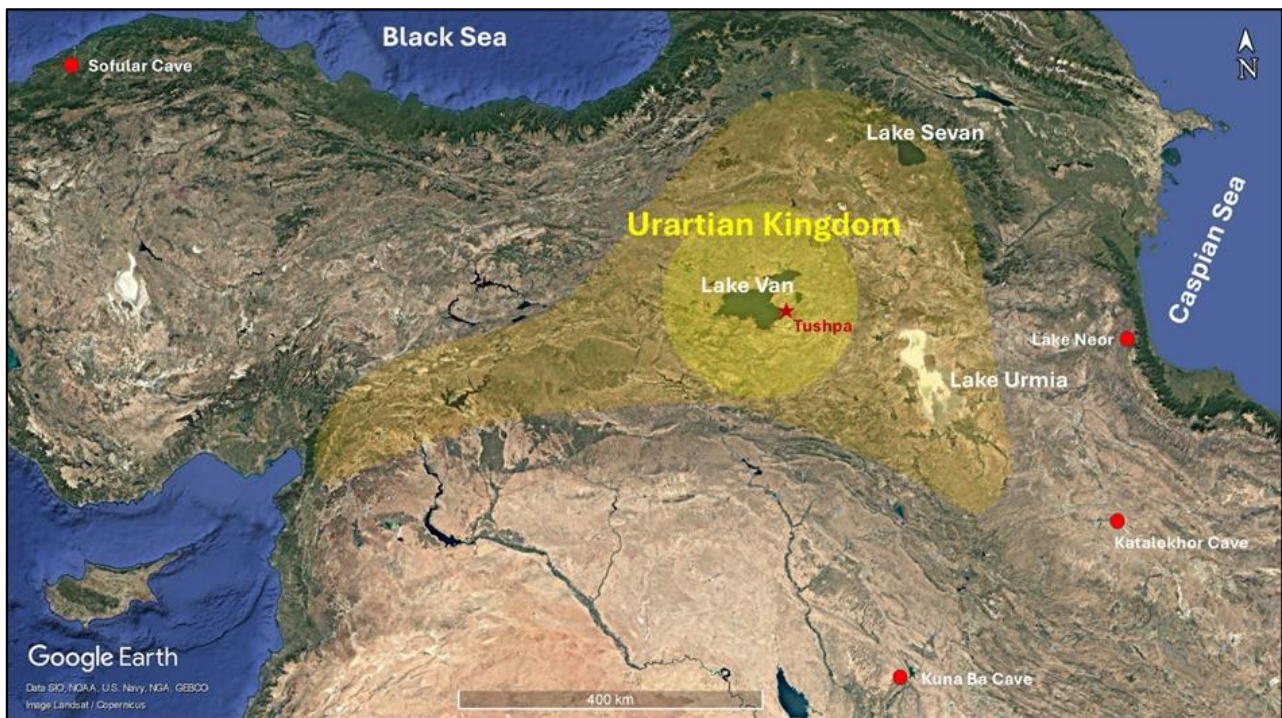 Black Sea
Sofular Cave
N
Lake Sevan
Caspian Sea
Urartian Kingdom
Lake Van
Tushpa
Lake Neor
Lake Urmia
Katalekhor Cave
Kuna Ba Cave
Google Earth
Data SIO, NOAA, U.S. Navy, NGA, GEBCO
Image Landsat / Copernicus
400 km